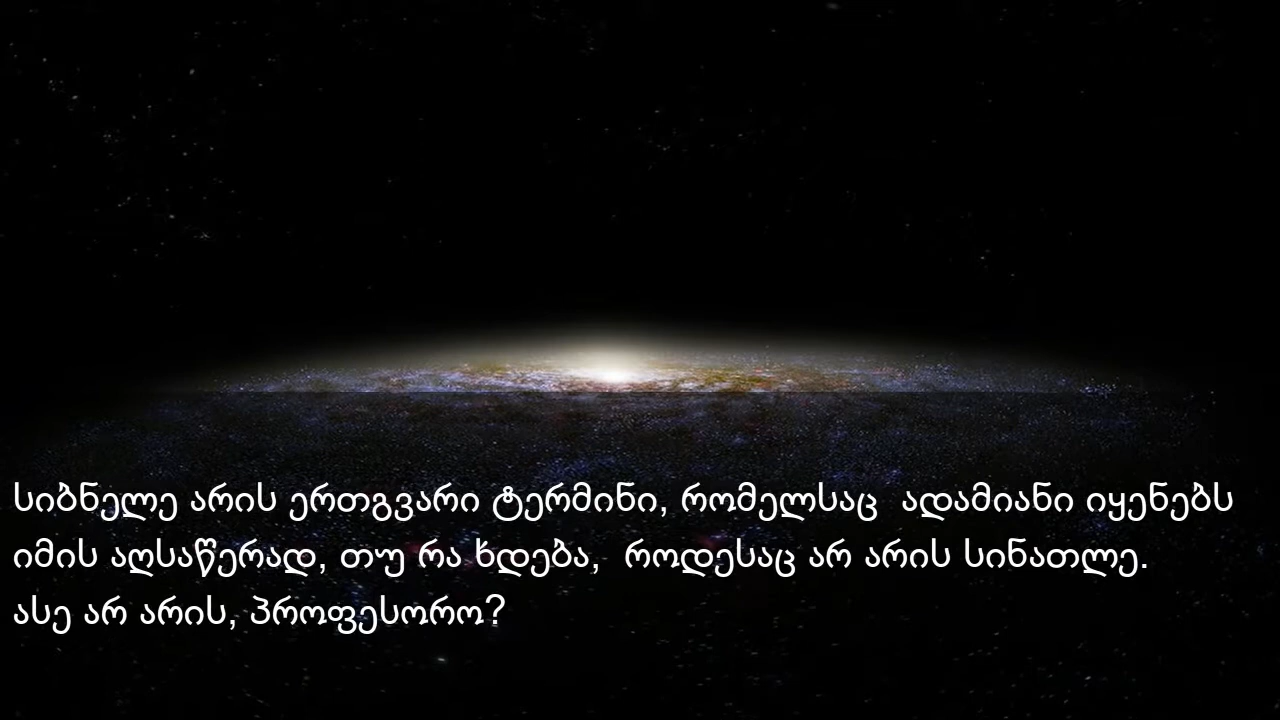 სიბნელე არის ერთგვარი ტერმინი, რომელსაც  ადამიანი იყენებს
იმის აღსაწერად, თუ რა ხდება,  როდესაც არ არის სინათლე.
ასე არ არის, პროფესორო?